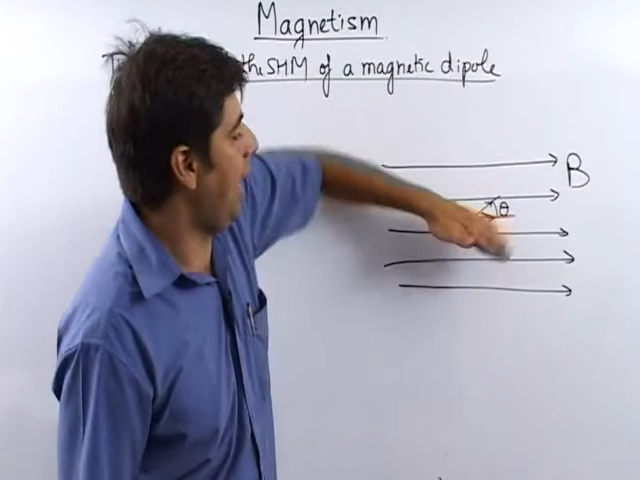 Magnetism
the SHM of a magnetic dipole
B
θ